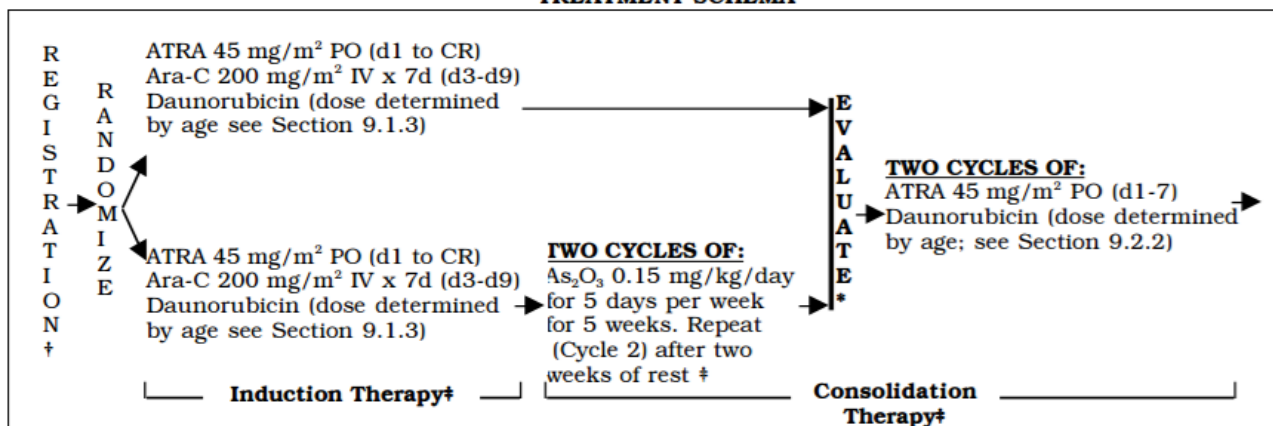 TREATMENT SCHEMA
REGISTRATION†
RANDOMIZE
ATRA 45 mg/m² PO (d1 to CR)
Ara-C 200 mg/m² IV x 7d (d3-d9)
Daunorubicin (dose determined
by age see Section 9.1.3)
ATRA 45 mg/m² PO (d1 to CR)
Ara-C 200 mg/m² IV x 7d (d3-d9)
Daunorubicin (dose determined
by age see Section 9.1.3)
TWO CYCLES OF:
As₂O₃ 0.15 mg/kg/day
for 5 days per week
for 5 weeks. Repeat
(Cycle 2) after two
weeks of rest ‡
EVALUATE*
TWO CYCLES OF:
ATRA 45 mg/m² PO (d1-7)
Daunorubicin (dose determined
by age; see Section 9.2.2)
Induction Therapy‡
Consolidation
Therapy‡